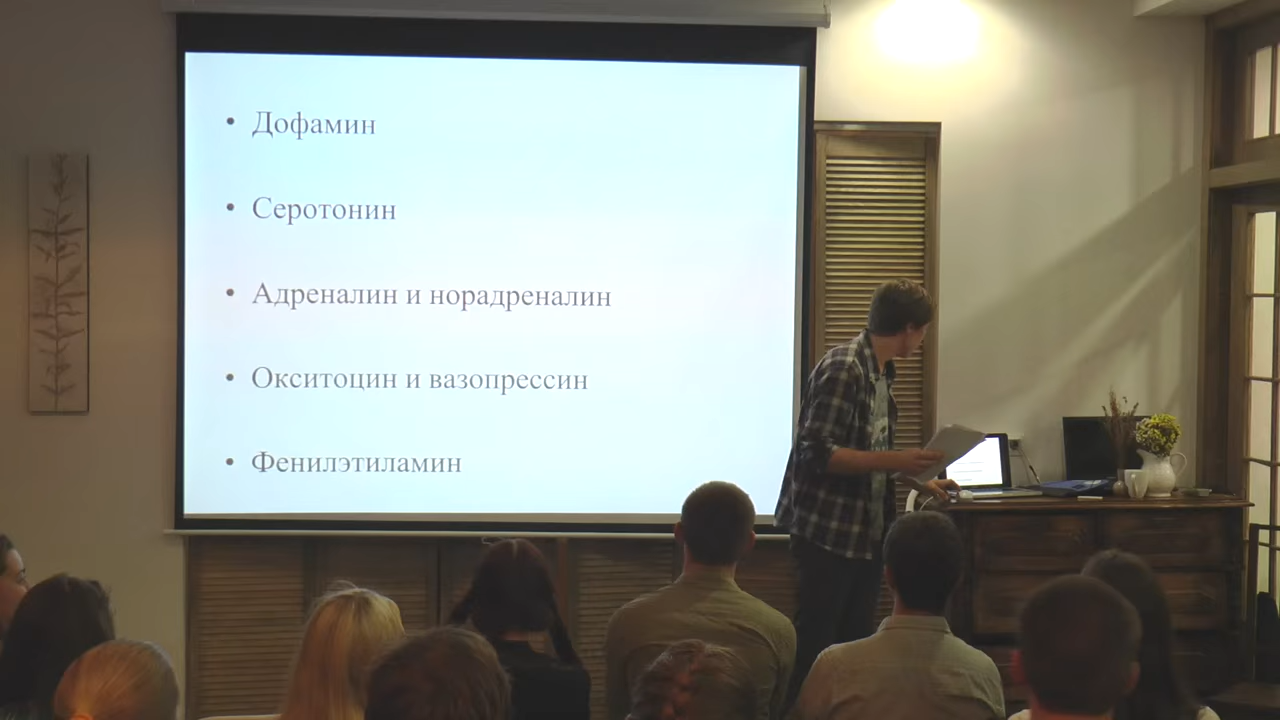 • Дофамин
• Серотонин
• Адреналин и норадреналин
• Окситоцин и вазопрессин
• Фенилэтиламин